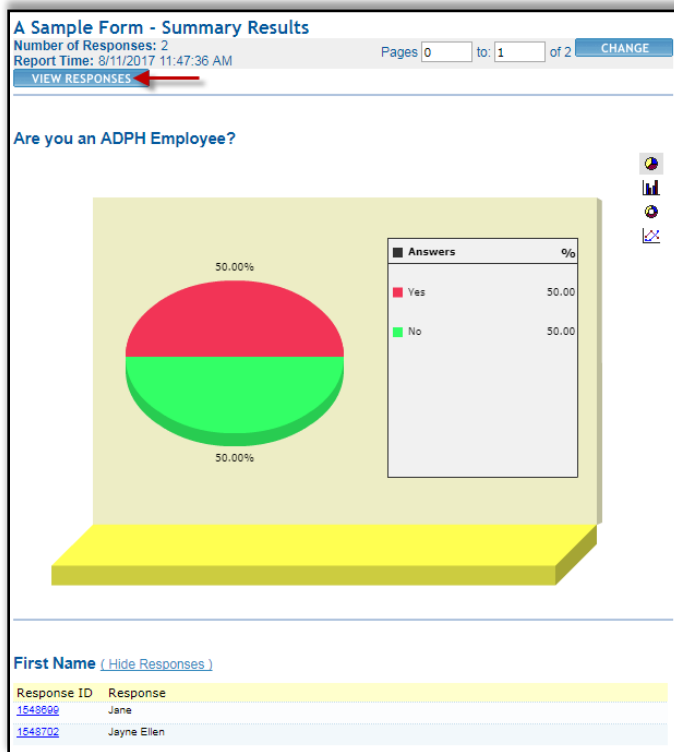 A Sample Form - Summary Results
Number of Responses: 2
Report Time: 8/11/2017 11:47:36 AM
Pages 0 to: 1 of 2 CHANGE
VIEW RESPONSES
Are you an ADPH Employee?
50.00%
50.00%
Answers %
Yes 50.00
No 50.00
First Name ( Hide Responses )
Response ID Response
1548699 Jane
1548702 Jayne Ellen